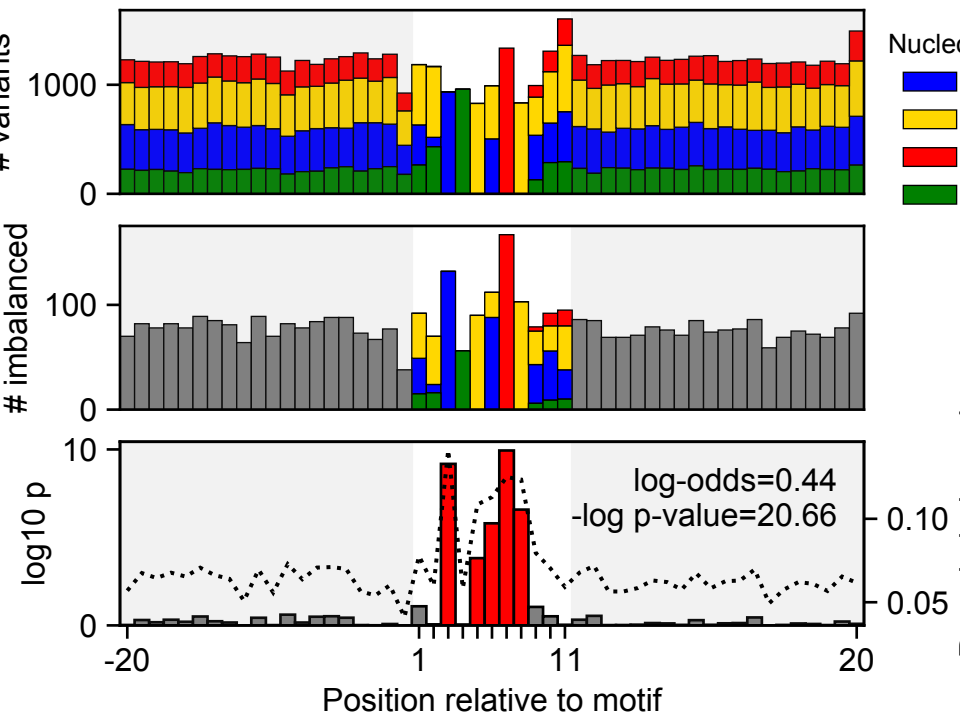 # variants
1000
0
Nucleo
# imbalanced
100
0
log10 p
10
0
log-odds=0.44
-log p-value=20.66
0.10
0.05
-20
1
11
20
Position relative to motif